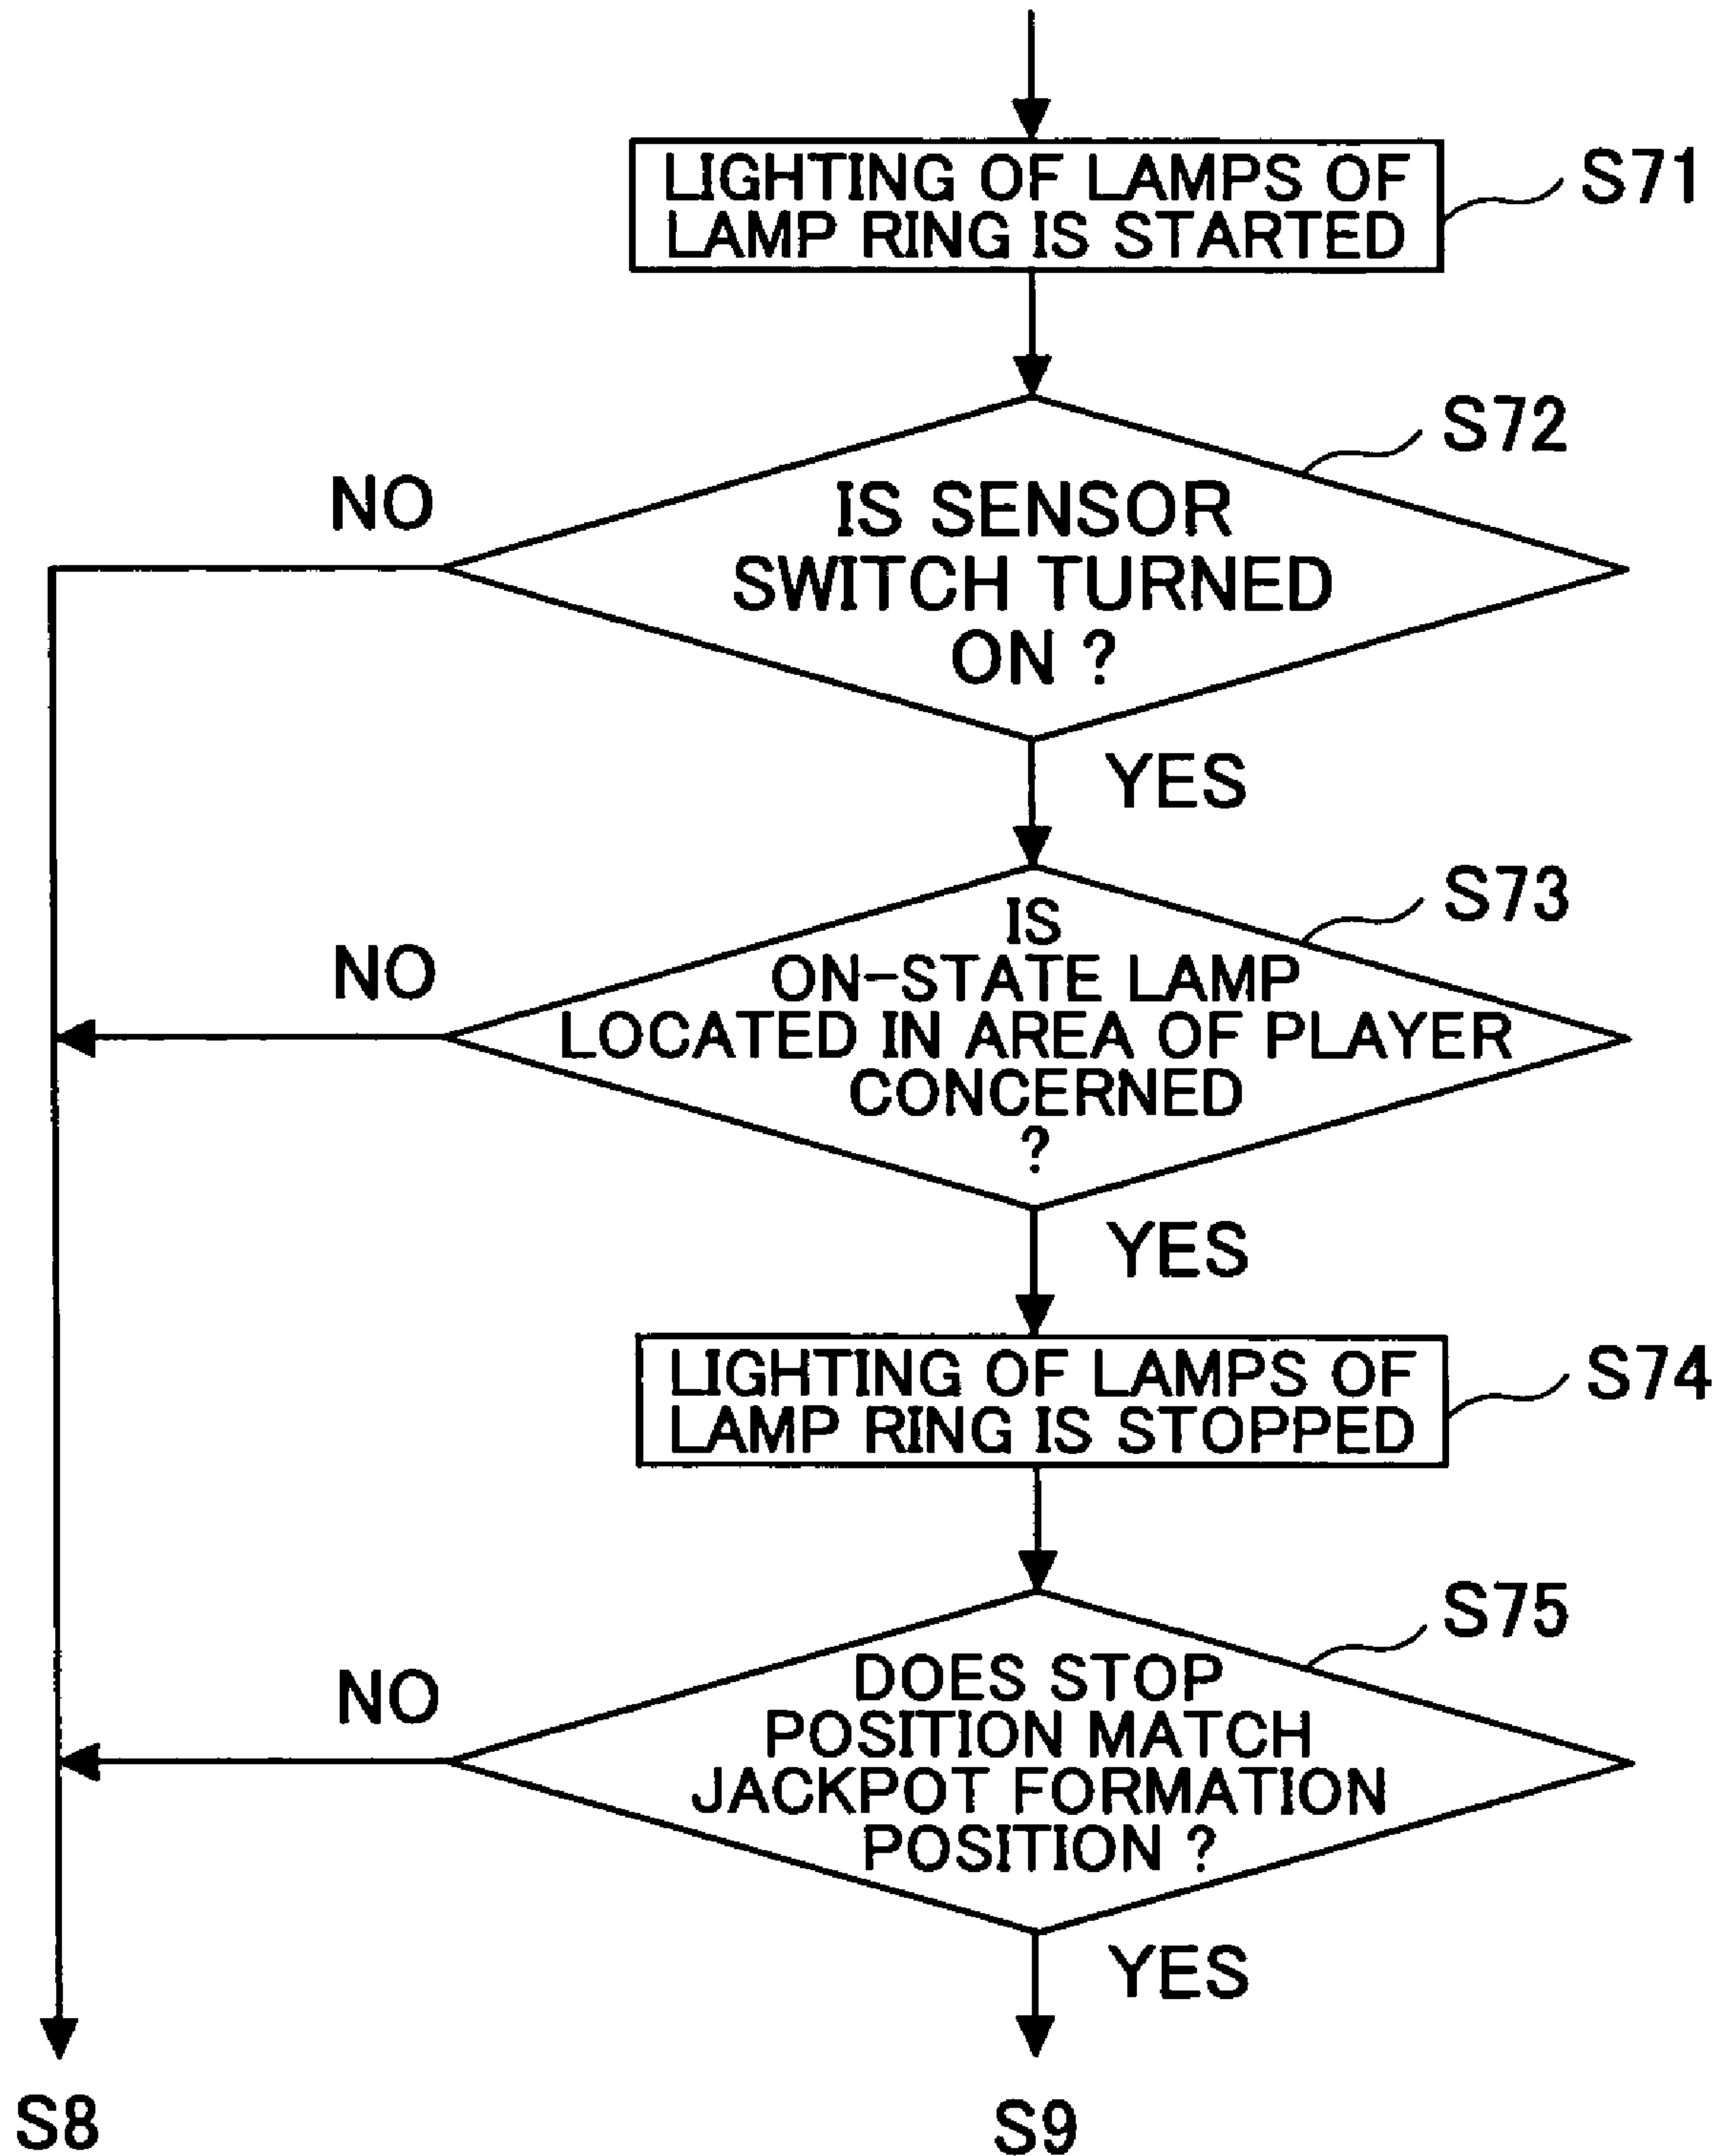 LIGHTING OF LAMPS OF
LAMP RING IS STARTED
S71
S72
NO
IS SENSOR
SWITCH TURNED
ON ?
YES
S73
NO
IS
ON-STATE LAMP
LOCATED IN AREA OF PLAYER
CONCERNED
?
YES
LIGHTING OF LAMPS OF
LAMP RING IS STOPPED
S74
S75
NO
DOES STOP
POSITION MATCH
JACKPOT FORMATION
POSITION ?
YES
S8
S9